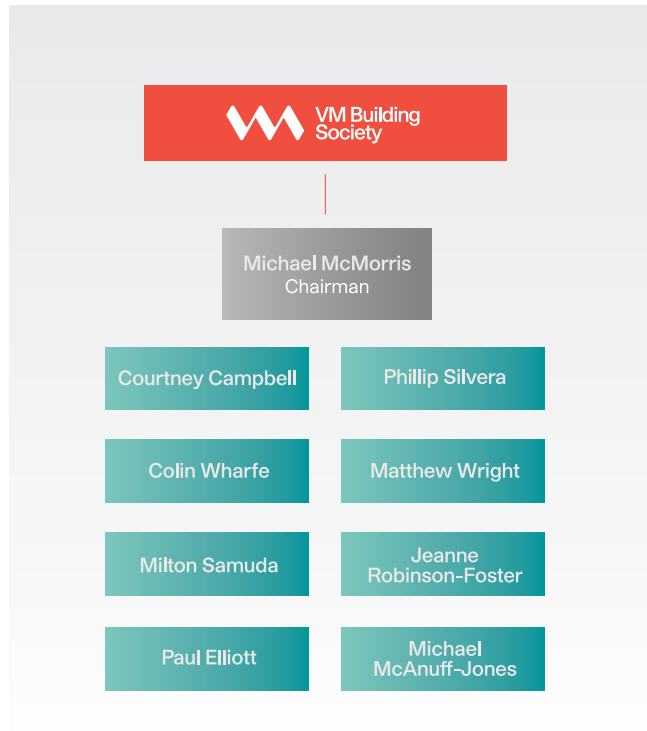 VM Building
Society
Michael McMorris
Chairman
Courtney Campbell
Phillip Silvera
Colin Wharfe
Matthew Wright
Milton Samuda
Jeanne
Robinson-Foster
Paul Elliott
Michael
McAnuff-Jones